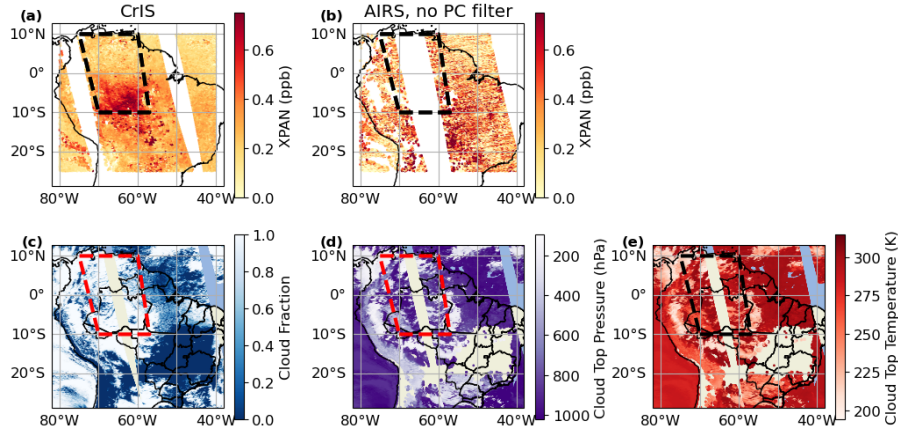 (a) CrIS
10°N
0°
10°S
20°S
80°W 60°W 40°W
0.6
0.4
0.2
0.0
XPAN (ppb)
(b) AIRS, no PC filter
10°N
0°
10°S
20°S
80°W 60°W 40°W
0.6
0.4
0.2
0.0
XPAN (ppb)
(c)
10°N
0°
10°S
20°S
80°W 60°W 40°W
1.0
0.8
0.6
0.4
0.2
0.0
Cloud Fraction
(d)
10°N
0°
10°S
20°S
80°W 60°W 40°W
200
400
600
800
1000
Cloud Top Pressure (hPa)
(e)
10°N
0°
10°S
20°S
80°W 60°W 40°W
300
280
260
240
220
200
Cloud Top Temperature (K)